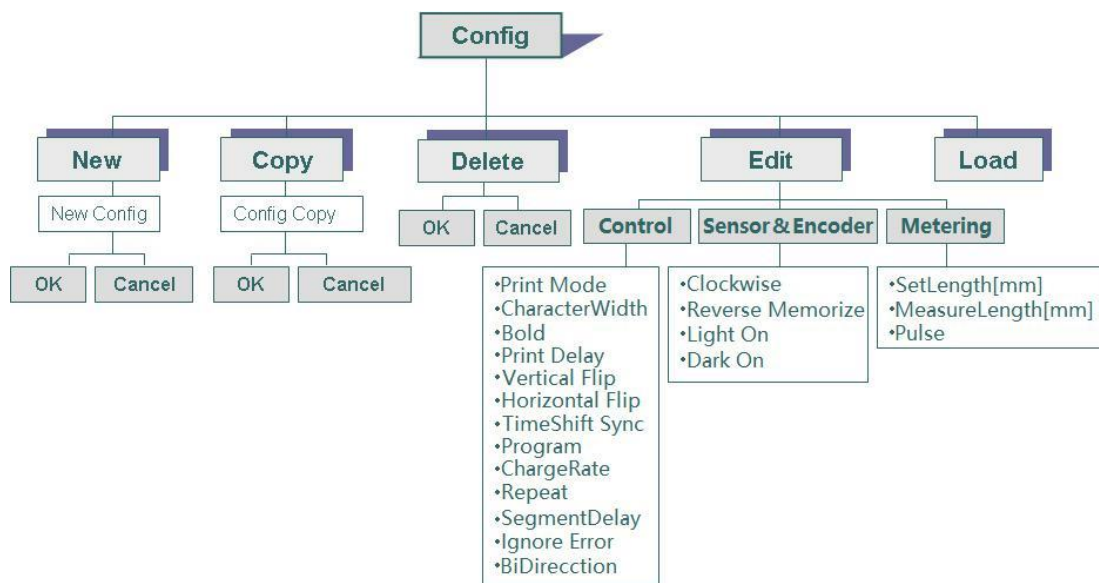 Config
New
Copy
Delete
Edit
Load
New Config
Config Copy
OK
Cancel
Control
Sensor&Encoder
Metering
OK
Cancel
OK
Cancel
•Print Mode
•CharacterWidth
•Bold
•Print Delay
•Vertical Flip
•Horizontal Flip
•TimeShift Sync
•Program
•ChargeRate
•Repeat
•SegmentDelay
•Ignore Error
•BiDirecction
•Clockwise
•Reverse Memorize
•Light On
•Dark On
•SetLength[mm]
•MeasureLength[mm]
•Pulse